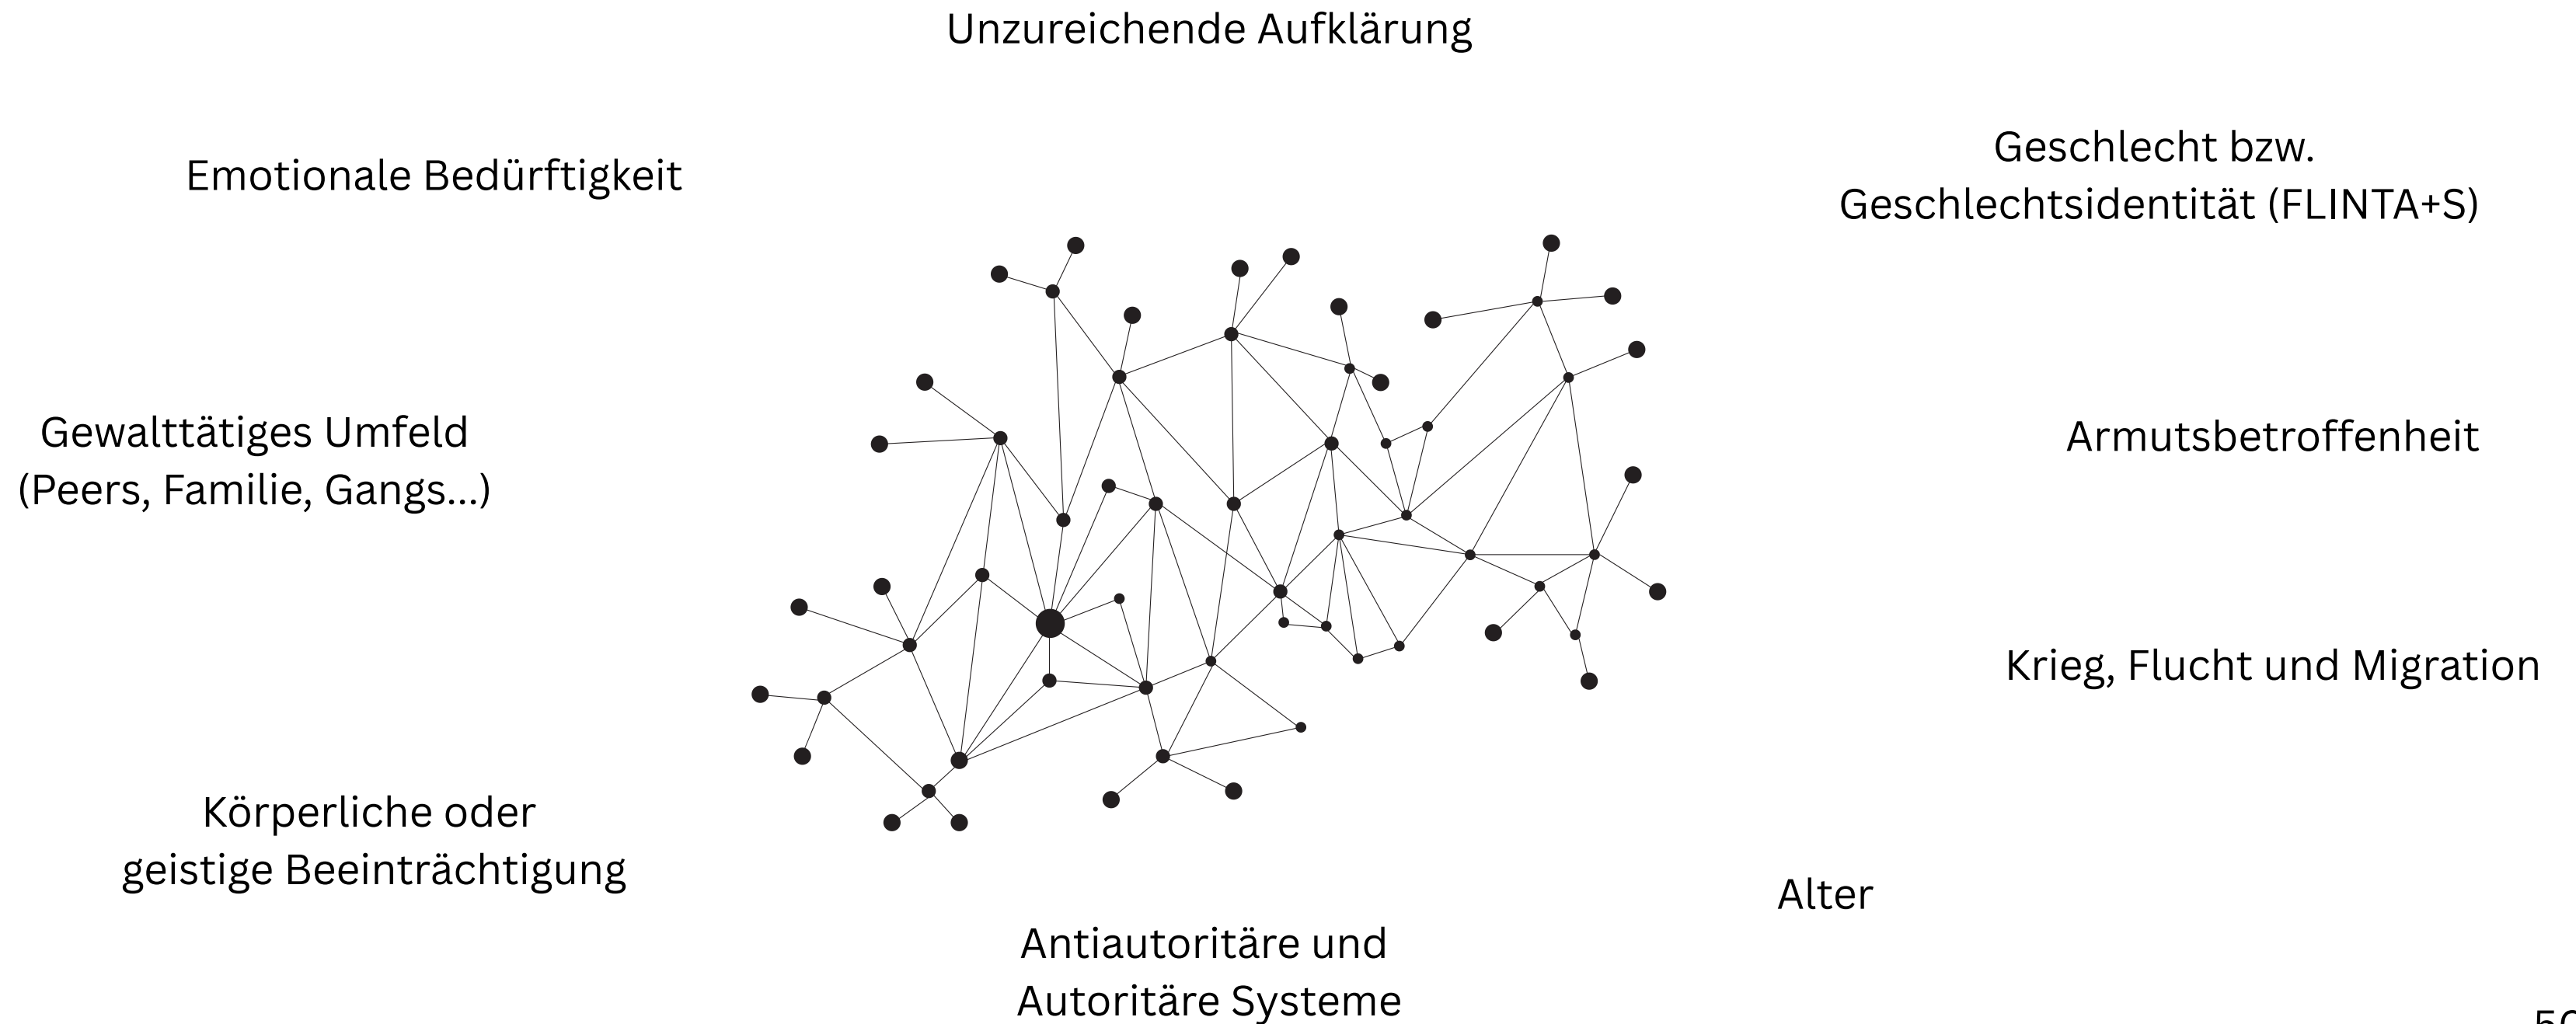 Unzureichende Aufklärung
Emotionale Bedürftigkeit
Geschlecht bzw.
Geschlechtsidentität (FLINTA+S)
Gewalttätiges Umfeld
(Peers, Familie, Gangs...)
Armutsbetroffenheit
Krieg, Flucht und Migration
Körperliche oder
geistige Beeinträchtigung
Alter
Antiautoritäre und
Autoritäre Systeme